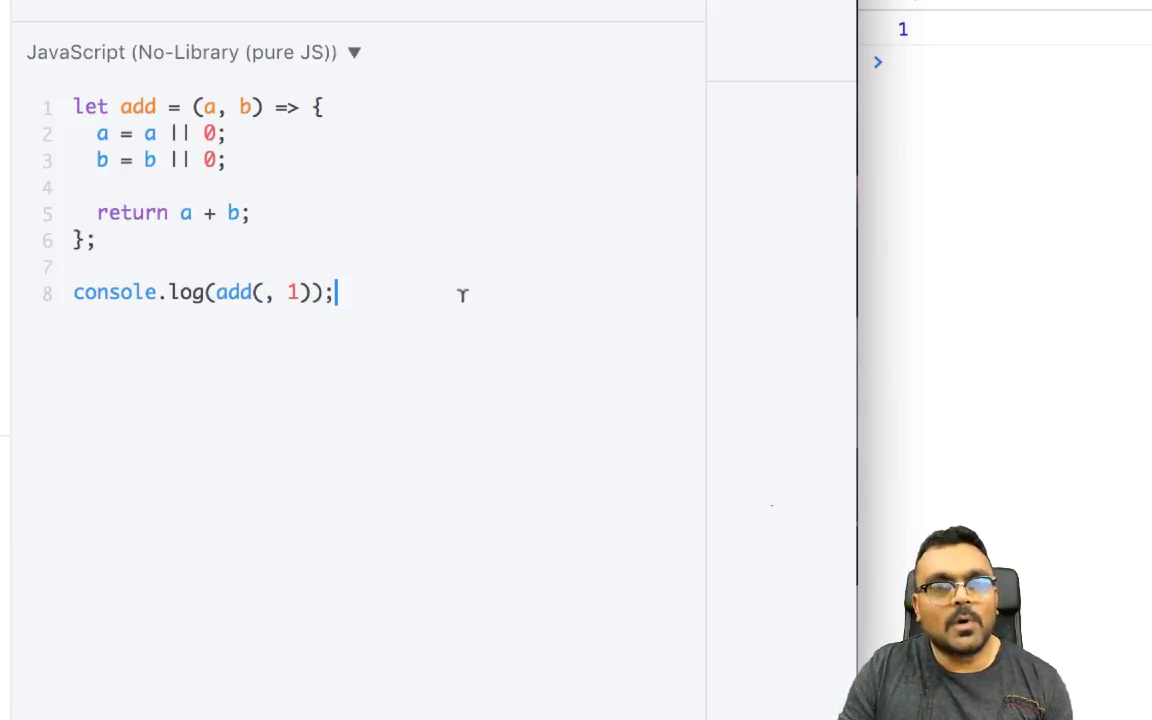 JavaScript (No-Library (pure JS)) ▼
1 let add = (a, b) => {
2   a = a || 0;
3   b = b || 0;
4
5   return a + b;
6 };
7
8 console.log(add(, 1));
1
>